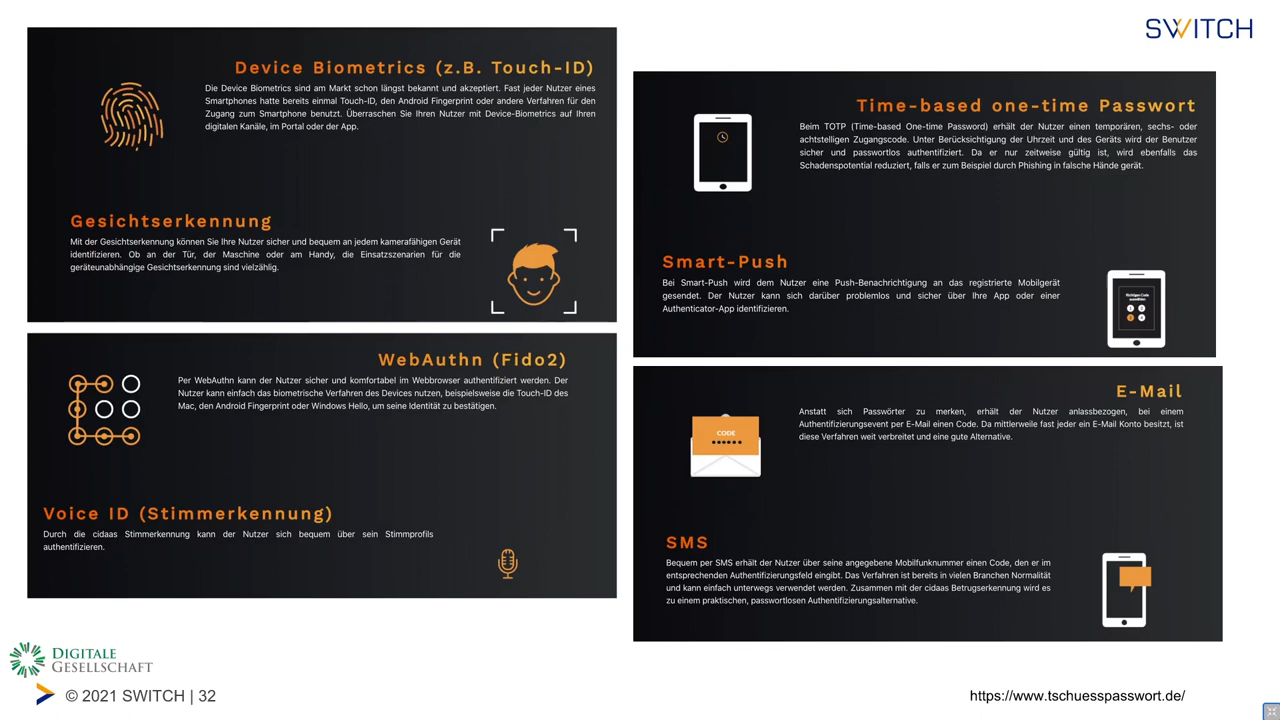 SWITCH
Device Biometrics (z.B. Touch-ID)
Die Device Biometrics sind am Markt schon längst bekannt und akzeptiert. Fast jeder Nutzer eines
Smartphones hatte bereits einmal Touch-ID, den Android Fingerprint oder andere Verfahren für den
Zugang zum Smartphone benutzt. Überraschen Sie Ihren Nutzer mit Device-Biometrics auf Ihren
digitalen Kanäle, im Portal oder der App.
Gesichtserkennung
Mit der Gesichtserkennung können Sie Ihre Nutzer sicher und bequem an jedem kamerafähigen Gerät
identifizieren. Ob an der Tür, der Maschine oder am Handy, die Einsatzszenarien für die
geräteunabhängige Gesichtserkennung sind vielzählig.
WebAuthn (Fido2)
Per WebAuthn kann der Nutzer sicher und komfortabel im Webbrowser authentifiziert werden. Der
Nutzer kann einfach das biometrische Verfahren des Devices nutzen, beispielsweise die Touch-ID des
Mac, den Android Fingerprint oder Windows Hello, um seine Identität zu bestätigen.
Voice ID (Stimmerkennung)
Durch die cidaas Stimmerkennung kann der Nutzer sich bequem über sein Stimmprofils
authentifizieren.
Time-based one-time Passwort
Beim TOTP (Time-based One-time Password) erhält der Nutzer einen temporären, sechs- oder
achtstelligen Zugangscode. Unter Berücksichtigung der Uhrzeit und des Geräts wird der Benutzer
sicher und passwortlos authentifiziert. Da er nur zeitweise gültig ist, wird ebenfalls das
Schadenspotential reduziert, falls er zum Beispiel durch Phishing in falsche Hände gerät.
Smart-Push
Bei Smart-Push wird dem Nutzer eine Push-Benachrichtigung an das registrierte Mobilgerät
gesendet. Der Nutzer kann sich darüber problemlos und sicher über Ihre App oder einer
Authenticator-App identifizieren.
Richtigen Code
auswählen
E-Mail
Anstatt sich Passwörter zu merken, erhält der Nutzer anlassbezogen, bei einem
Authentifizierungsevent per E-Mail einen Code. Da mittlerweile fast jeder ein E-Mail Konto besitzt, ist
diese Verfahren weit verbreitet und eine gute Alternative.
CODE
SMS
Bequem per SMS erhält der Nutzer über seine angegebene Mobilfunknummer einen Code, den er im
entsprechenden Authentifizierungsfeld eingibt. Das Verfahren ist bereits in vielen Branchen Normalität
und kann einfach unterwegs verwendet werden. Zusammen mit der cidaas Betrugserkennung wird es
zu einem praktischen, passwortlosen Authentifizierungsalternative.
DIGITALE
GESELLSCHAFT
© 2021 SWITCH | 32
https://www.tschuesspasswort.de/